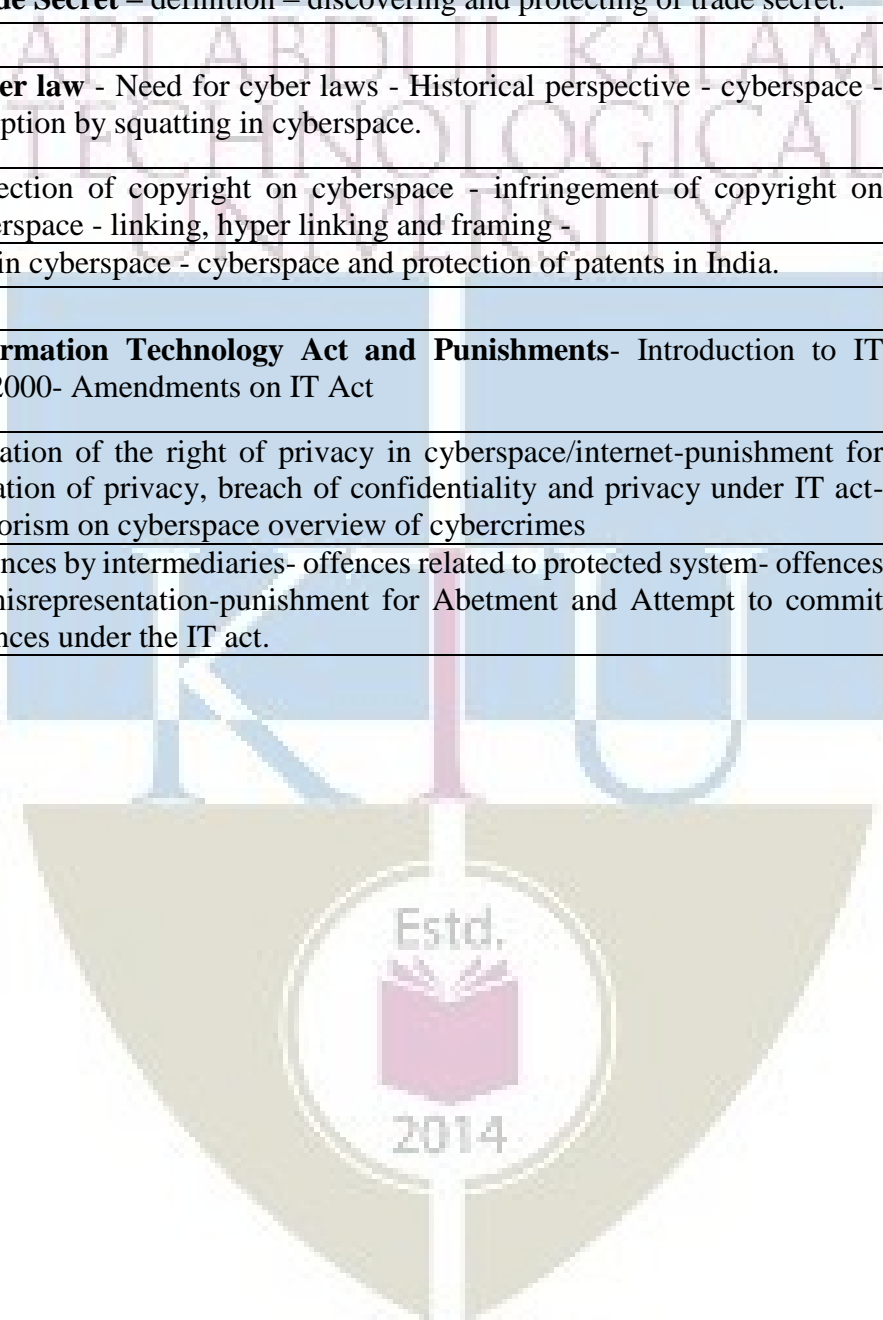 de Secret – definition – discovering and protecting of trade secret.
API ABDUL KALAM
er law - Need for cyber laws - Historical perspective - cyberspace -
ption by squatting in cyberspace.
TECHNOLOGICAL
ection of copyright on cyberspace - infringement of copyright on
erspace - linking, hyper linking and framing -
UNIVERSITY
in cyberspace - cyberspace and protection of patents in India.
rmation Technology Act and Punishments- Introduction to IT
2000- Amendments on IT Act
ation of the right of privacy in cyberspace/internet-punishment for
ation of privacy, breach of confidentiality and privacy under IT act-
orism on cyberspace overview of cybercrimes
nces by intermediaries- offences related to protected system- offences
nisrepresentation-punishment for Abetment and Attempt to commit
nces under the IT act.
KTU
Estd.
2014